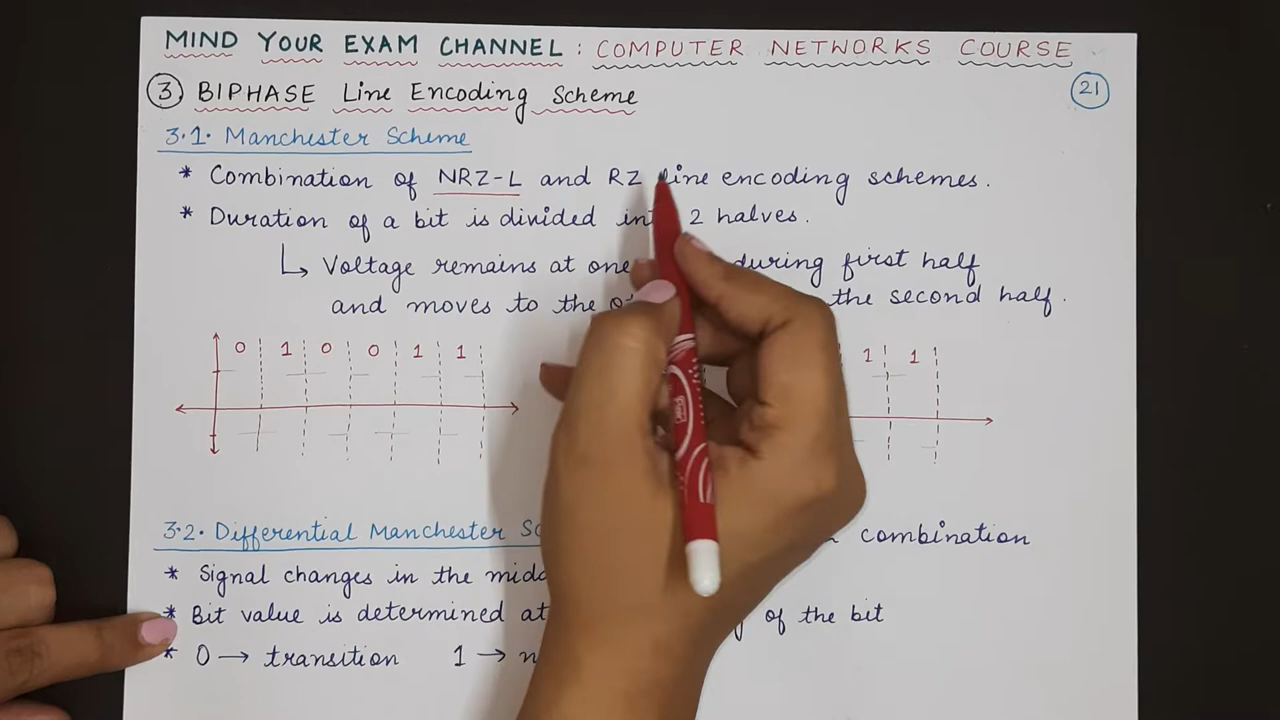 MIND YOUR EXAM CHANNEL : COMPUTER NETWORKS COURSE
③ BIPHASE Line Encoding Scheme
21
3.1. Manchester Scheme
* Combination of NRZ-L and RZ line encoding schemes.
* Duration of a bit is divided 2 halves.
↳ Voltage remains at one during first half
and moves to the the second half.
0 1 0 0 1 1
1 1
3.2. Differential Manchester combination
* Signal changes in the
* Bit value is determined at of the bit
* 0 → transition 1 →